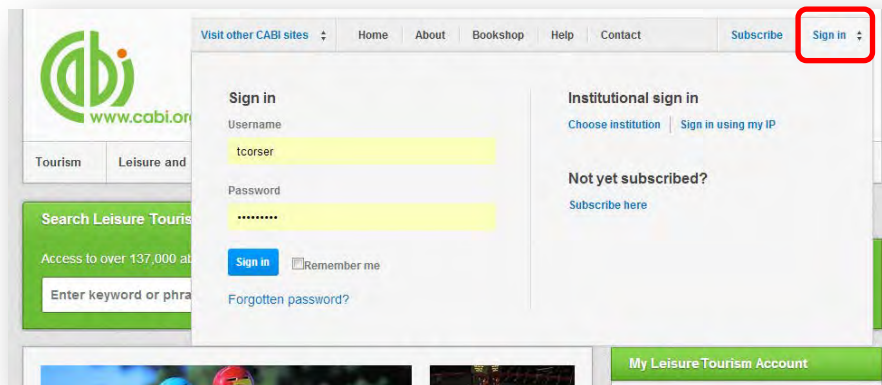 Visit other CABI sites Home About Bookshop Help Contact Subscribe Sign in
cabi
www.cabi.or
Sign in
Username
tcorser
Password
•••••••••
Sign in Remember me
Forgotten password?
Institutional sign in
Choose institution Sign in using my IP
Not yet subscribed?
Subscribe here
Tourism Leisure and
Search Leisure Touris
Access to over 137,000 ab
Enter keyword or phra
My Leisure Tourism Account